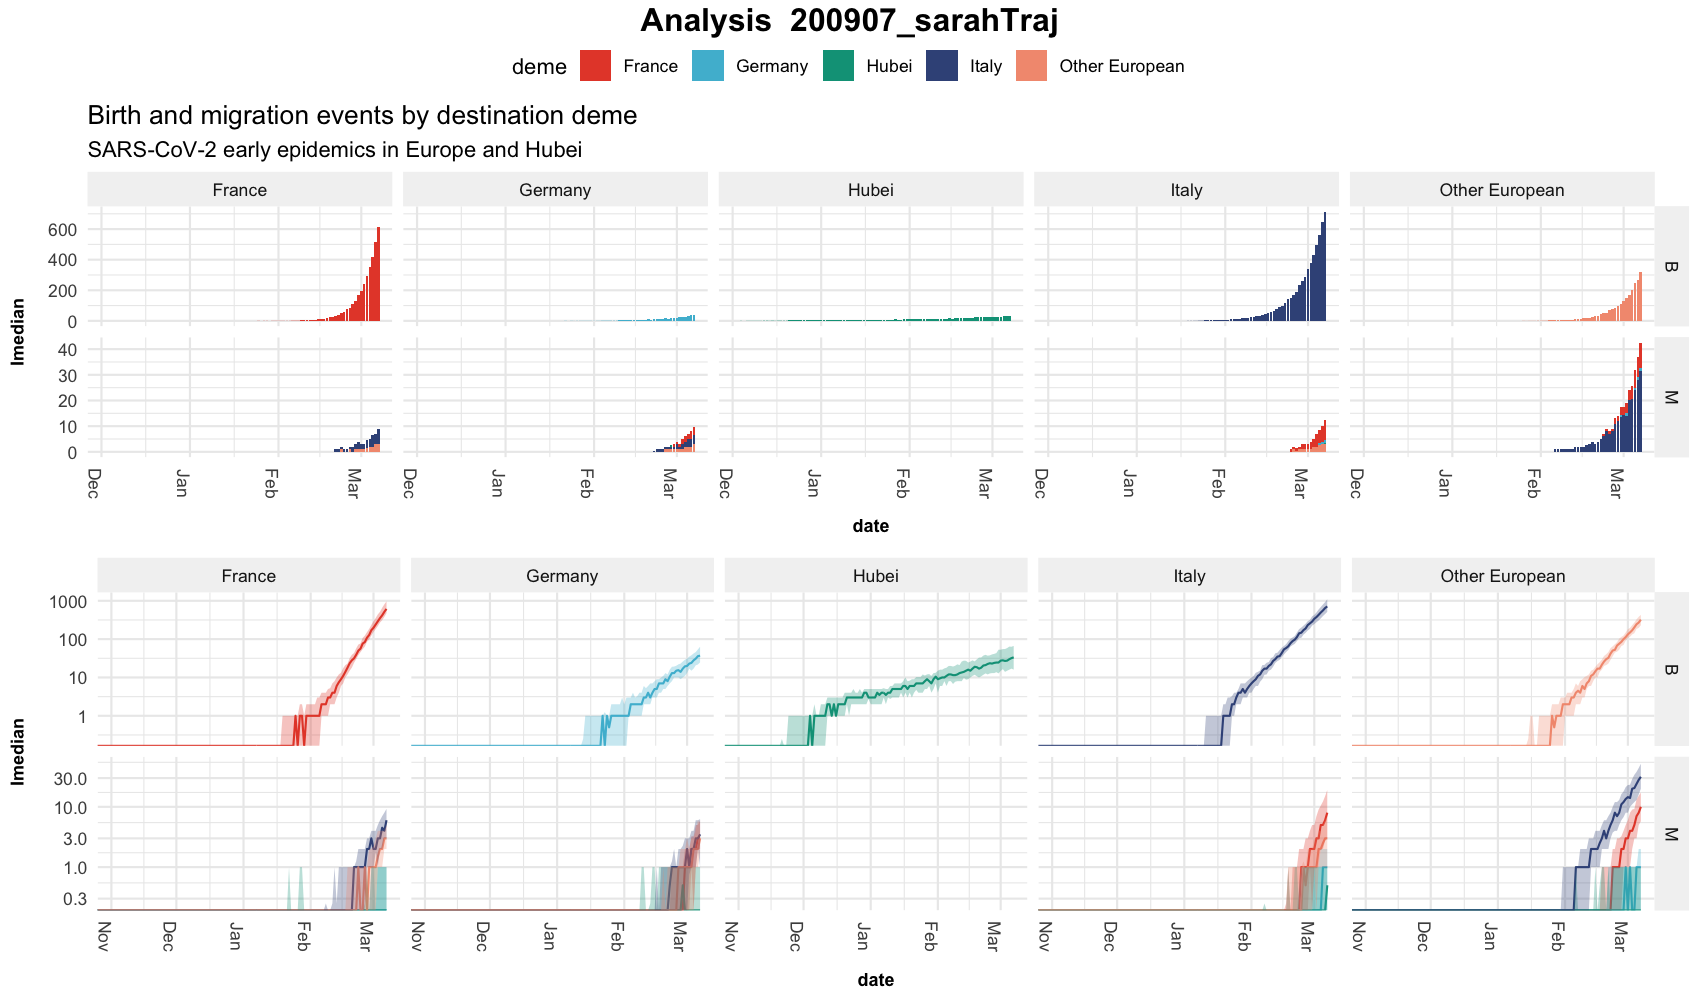 Analysis  200907_sarahTraj
deme France Germany Hubei Italy Other European
Birth and migration events by destination deme
SARS-CoV-2 early epidemics in Europe and Hubei
France Germany Hubei Italy Other European
600
400
200
0
B
40
30
20
10
0
M
lmedian
Dec Jan Feb Mar Dec Jan Feb Mar Dec Jan Feb Mar Dec Jan Feb Mar Dec Jan Feb Mar
date
France Germany Hubei Italy Other European
1000
100
10
1
B
30.0
10.0
3.0
1.0
0.3
M
lmedian
Nov Dec Jan Feb Mar Nov Dec Jan Feb Mar Nov Dec Jan Feb Mar Nov Dec Jan Feb Mar Nov Dec Jan Feb Mar
date